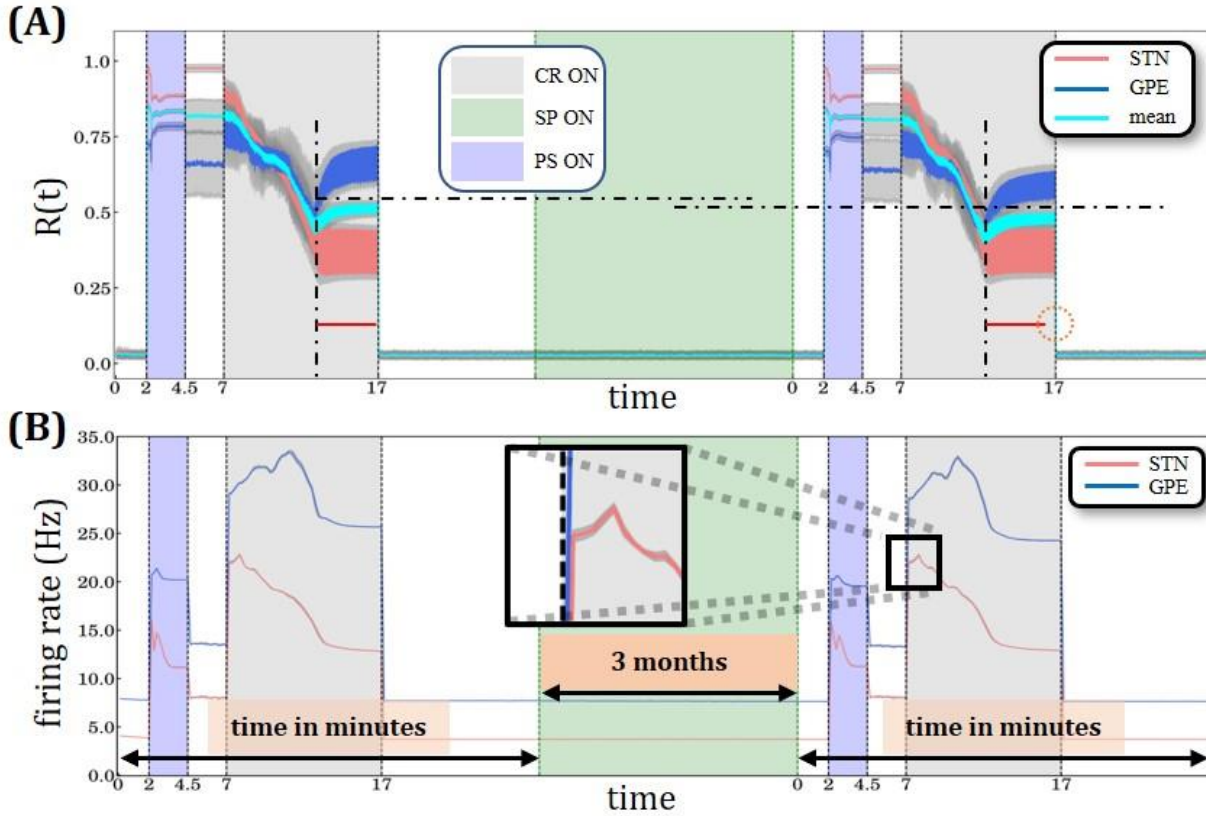 (A)
1.0
0.75
0.5
0.25
0.0
R(t)
CR ON
SP ON
PS ON
STN
GPE
mean
0 2 4.5 7 17 0 2 4.5 7 17
time
(B)
35.0
30.0
25.0
20.0
15.0
10.0
5.0
0.0
firing rate (Hz)
STN
GPE
3 months
time in minutes
time in minutes
0 2 4.5 7 17 0 2 4.5 7 17
time